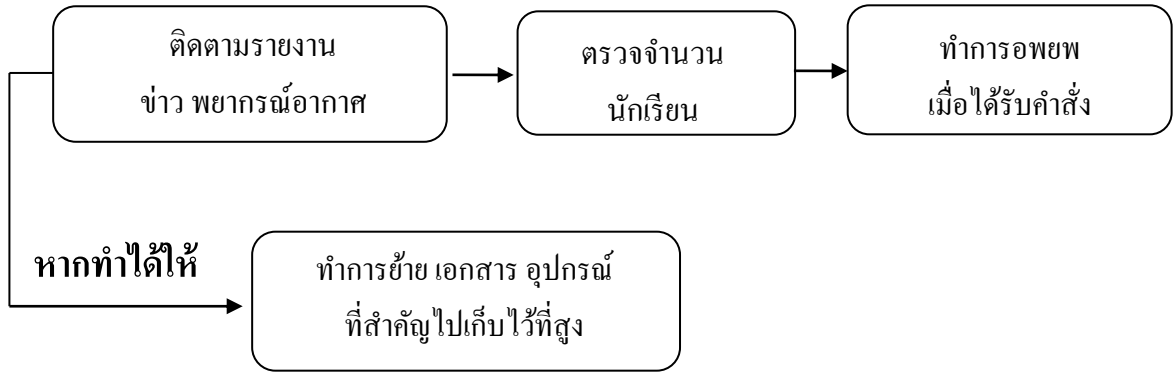 ติดตามรายงาน
ข่าว พยากรณ์อากาศ
ตรวจจำนวน
นักเรียน
ทำการอพยพ
เมื่อได้รับคำสั่ง
หากทำได้ให้
ทำการย้าย เอกสาร อุปกรณ์
ที่สำคัญไปเก็บไว้ที่สูง